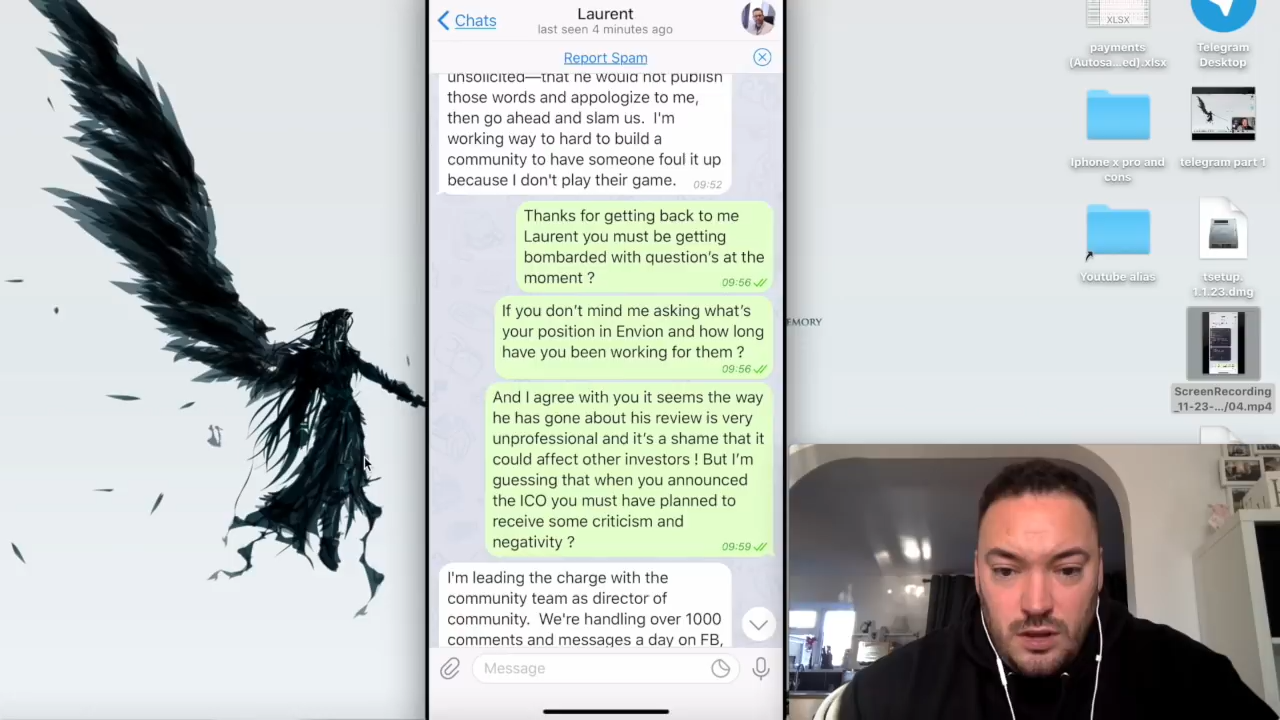 Chats
Laurent
last seen 4 minutes ago
Report Spam
unsolicited—that he would not publish
those words and appologize to me,
then go ahead and slam us.  I'm
working way to hard to build a
community to have someone foul it up
because I don't play their game.
09:52
Thanks for getting back to me
Laurent you must be getting
bombarded with question's at the
moment ?
09:56
If you don't mind me asking what's
your position in Envion and how long
have you been working for them ?
09:56
And I agree with you it seems the way
he has gone about his review is very
unprofessional and it's a shame that it
could affect other investors ! But I'm
guessing that when you announced
the ICO you must have planned to
receive some criticism and
negativity ?
09:59
I'm leading the charge with the
community team as director of
community.  We're handling over 1000
comments and messages a day on FB,
Message
EMORY
XLSX
payments
(Autosa...ed).xlsx
Telegram
Desktop
Iphone x pro and
cons
telegram part 1
Youtube alias
tsetup.
1.1.23.dmg
ScreenRecording
_11-23-.../04.mp4